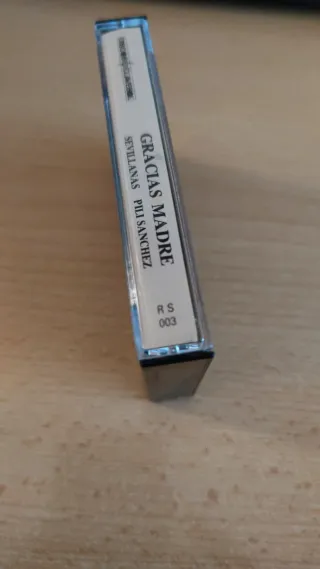 GRACIAS MADRE
SEVILLANAS PILI SANCHEZ
R S
003